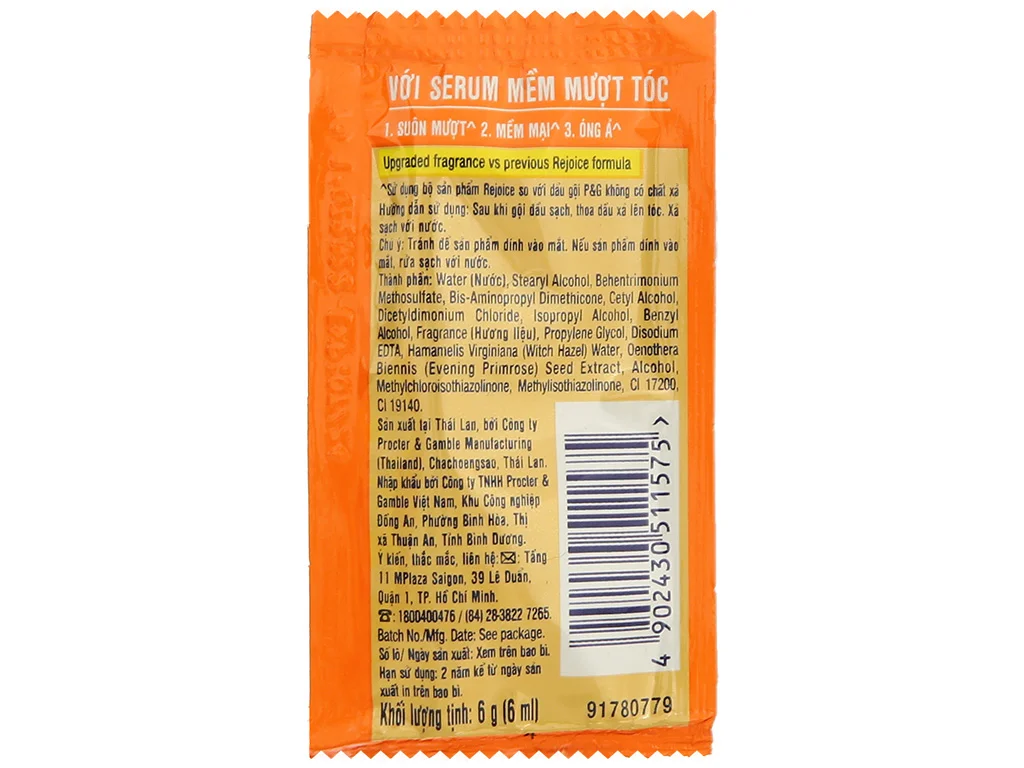 VỚI SERUM MỀM MƯỢT TÓC
1. SUÔN MƯỢT^ 2. MỀM MẠI^ 3. ÓNG Ả^
Upgraded fragrance vs previous Rejoice formula
^Sử dụng bộ sản phẩm Rejoice so với dầu gội P&G không có chất xả
Hướng dẫn sử dụng: Sau khi gội đầu sạch, thoa dầu xả lên tóc. Xả
sạch với nước.
Chú ý: Tránh để sản phẩm dính vào mắt. Nếu sản phẩm dính vào
mắt, rửa sạch với nước.
Thành phần: Water (Nước), Stearyl Alcohol, Behentrimonium
Methosulfate, Bis-Aminopropyl Dimethicone, Cetyl Alcohol,
Dicetyldimonium Chloride, Isopropyl Alcohol, Benzyl
Alcohol, Fragrance (Hương liệu), Propylene Glycol, Disodium
EDTA, Hamamelis Virginiana (Witch Hazel) Water, Oenothera
Biennis (Evening Primrose) Seed Extract, Alcohol,
Methylchloroisothiazolinone, Methylisothiazolinone, CI 17200,
CI 19140.
Sản xuất tại Thái Lan, bởi Công ty
Procter & Gamble Manufacturing
(Thailand), Chachoengsao, Thái Lan.
Nhập khẩu bởi Công ty TNHH Procter &
Gamble Việt Nam, Khu Công nghiệp
Đồng An, Phường Bình Hòa, Thị
xã Thuận An, Tỉnh Bình Dương.
Ý kiến, thắc mắc, liên hệ:✉: Tầng
11 MPlaza Saigon, 39 Lê Duẩn,
Quận 1, TP. Hồ Chí Minh.
☎: 1800400476 / (84) 28-3822 7265.
Batch No./Mfg. Date: See package.
Số lô/ Ngày sản xuất: Xem trên bao bì.
Hạn sử dụng: 2 năm kể từ ngày sản
xuất in trên bao bì.
Khối lượng tịnh: 6 g (6 ml)
4 902430 511575 >
91780779